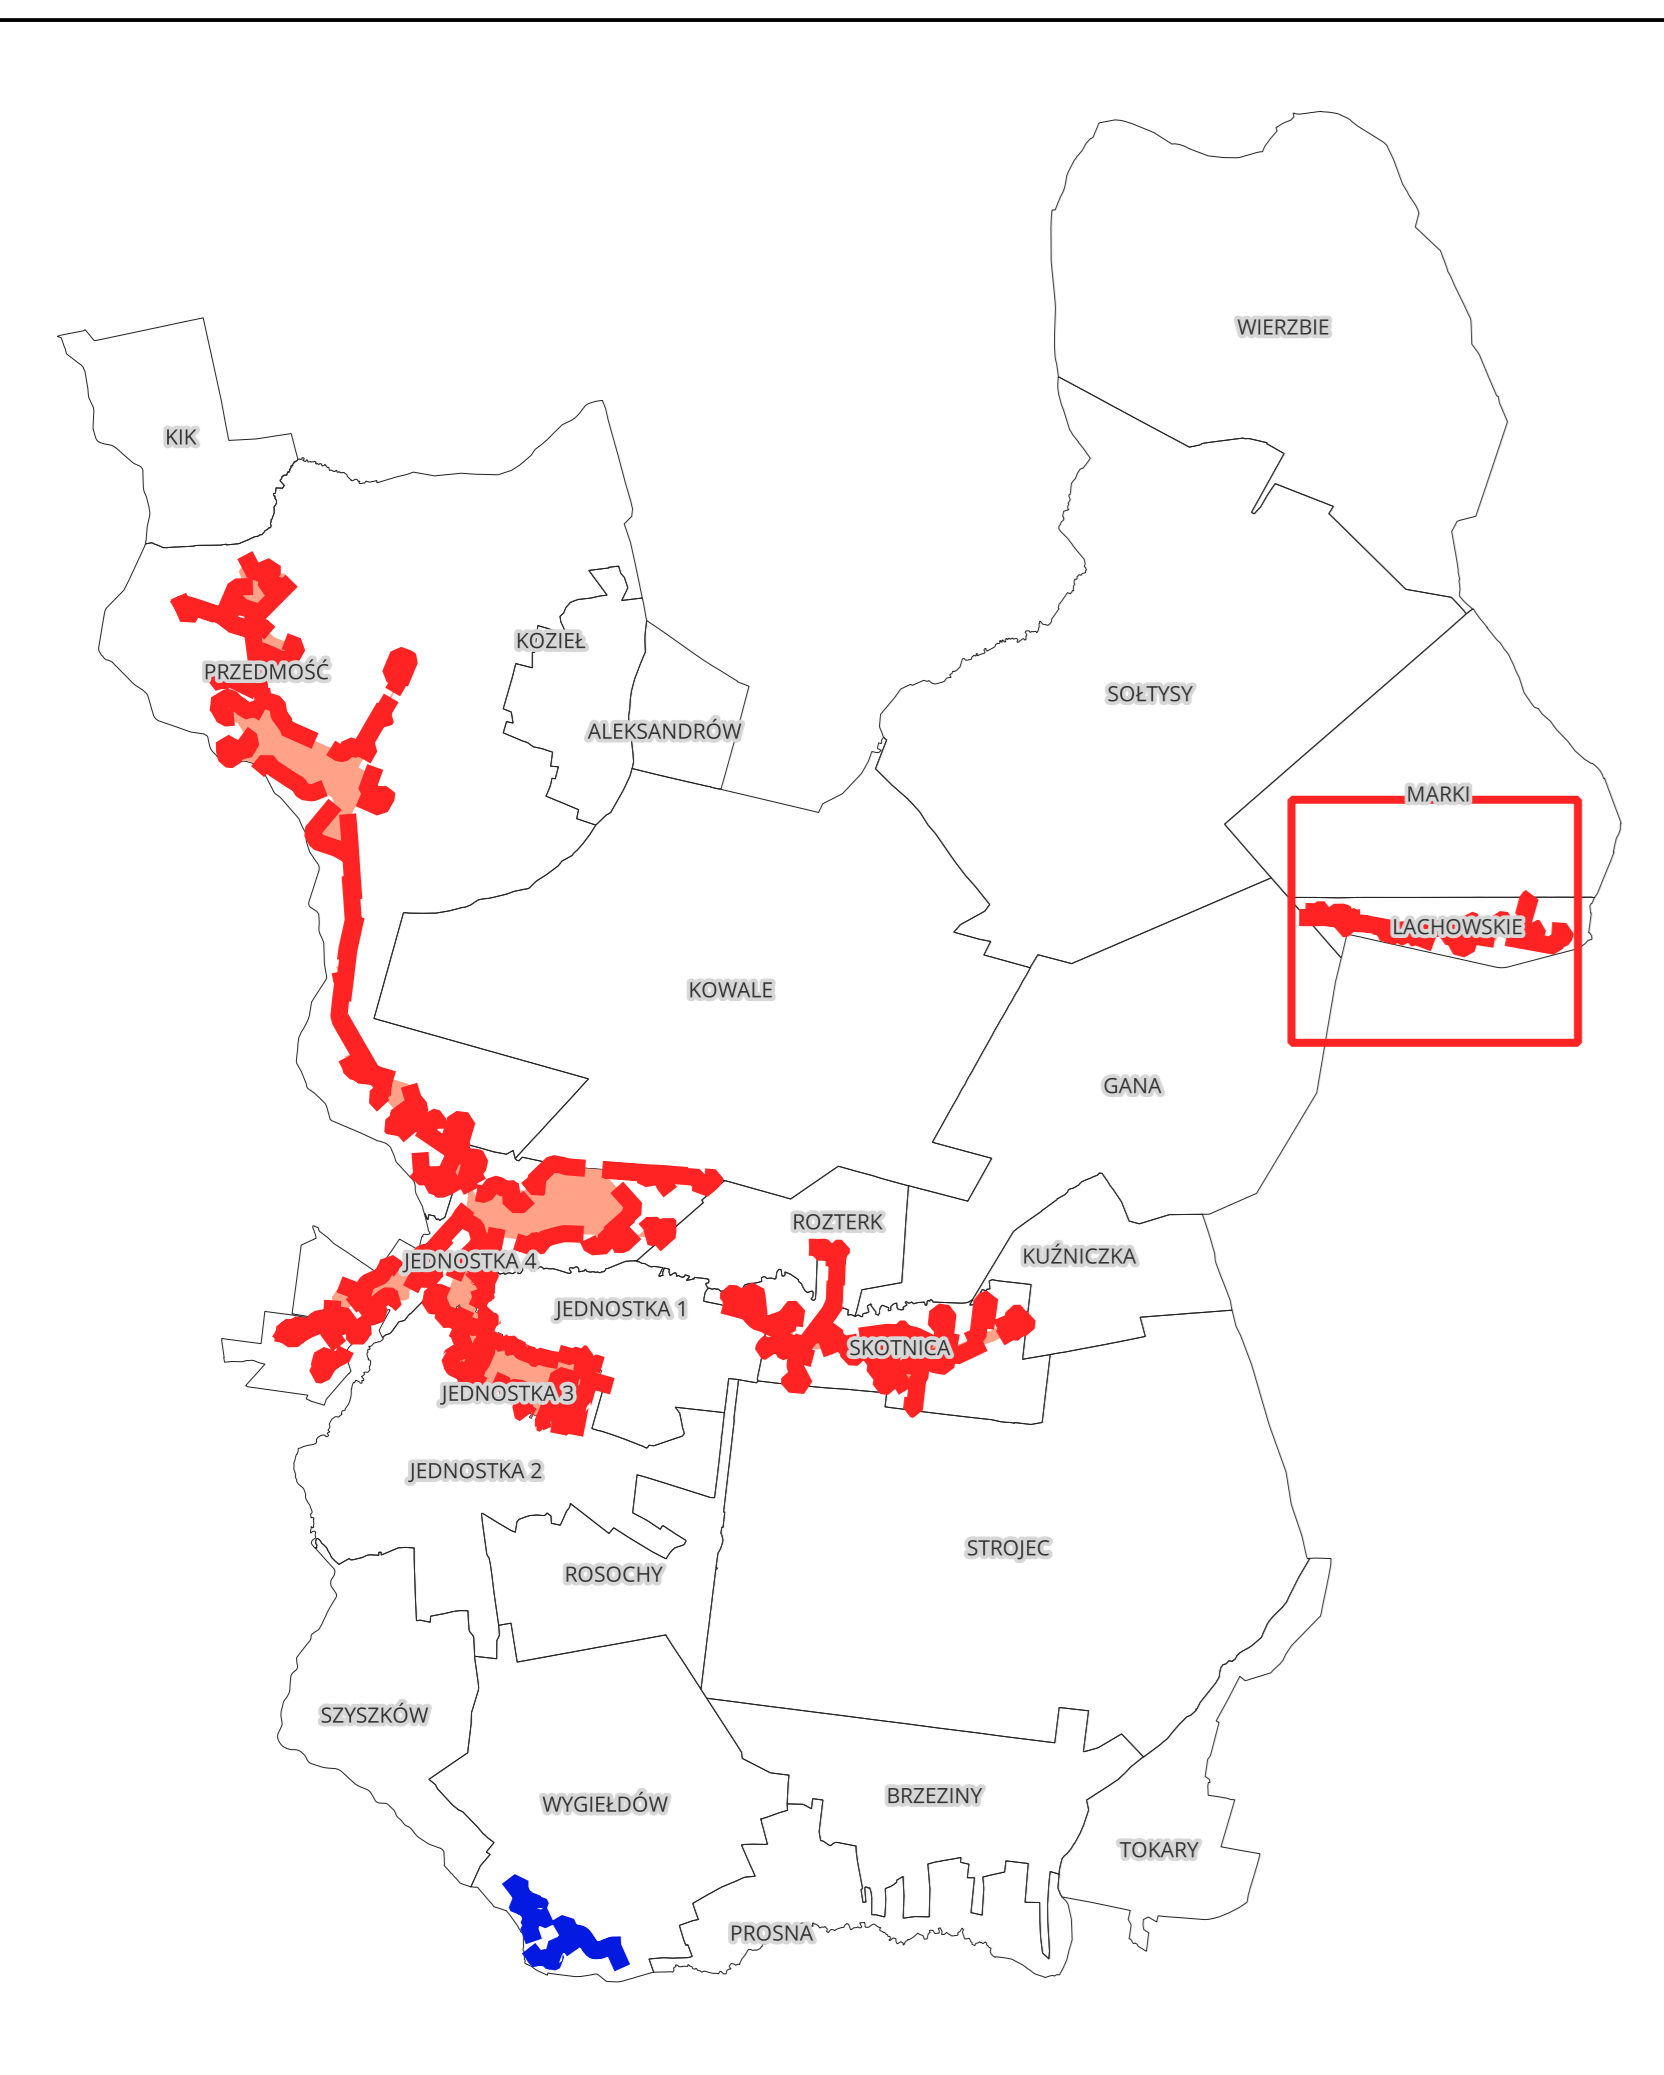 WIERZBIE
KIK
KOZIEŁ
PRZEDMOŚĆ
SOŁTYSY
ALEKSANDRÓW
MARKI
LACHOWSKIE
KOWALE
GANA
ROZTERK
KUŹNICZKA
JEDNOSTKA 4
JEDNOSTKA 1
SKOTNICA
JEDNOSTKA 3
JEDNOSTKA 2
STROJEC
ROSOCHY
SZYSZKÓW
BRZEZINY
WYGIEŁDÓW
TOKARY
PROSNA